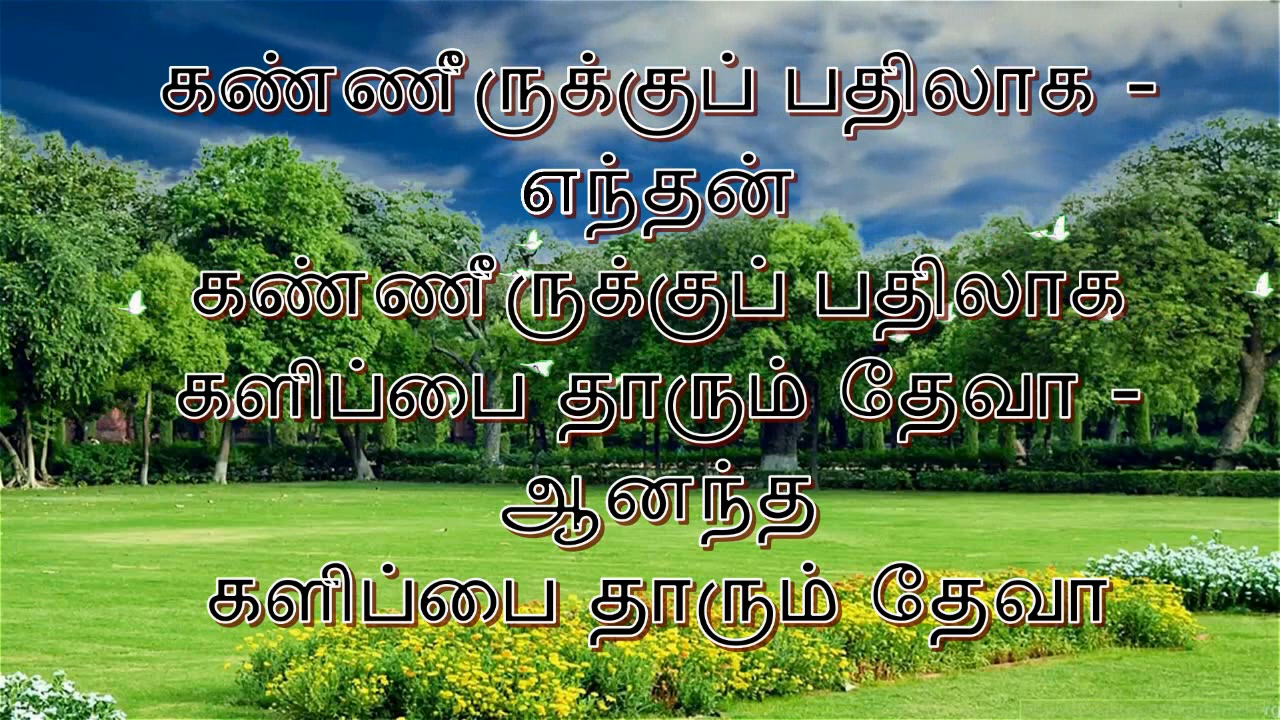 கண்ணீருக்குப் பதிலாக -
எந்தன்
கண்ணீருக்குப் பதிலாக
களிப்பை தாரும் தேவா -
ஆனந்த
களிப்பை தாரும் தேவா